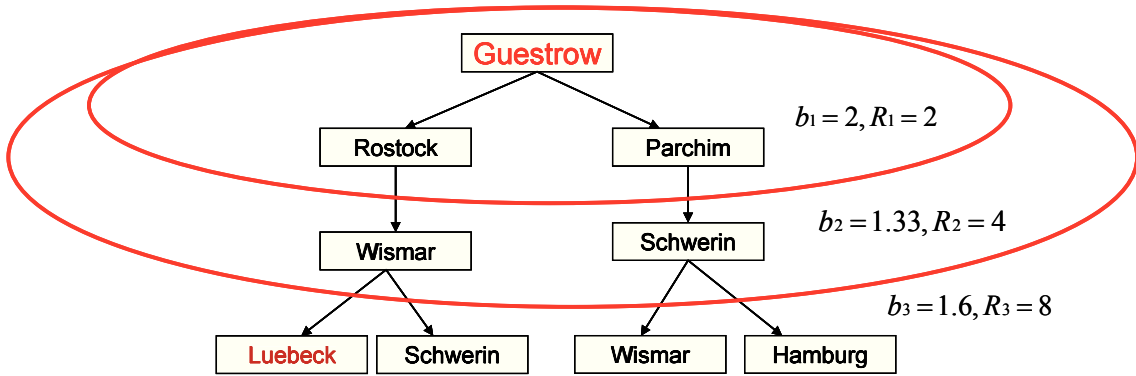 Guestrow
b₁ = 2, R₁ = 2
Rostock
Parchim
b₂ = 1.33, R₂ = 4
Wismar
Schwerin
b₃ = 1.6, R₃ = 8
Luebeck
Schwerin
Wismar
Hamburg